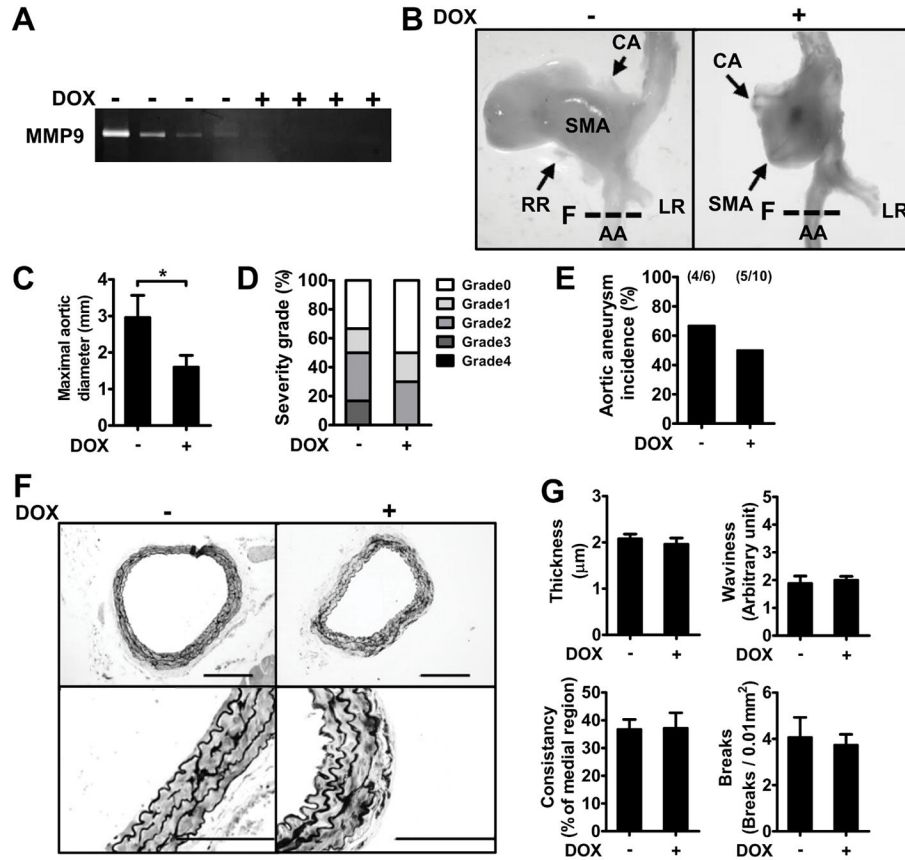 A
DOX - - - - + + + +
MMP9
B
DOX - +
CA
SMA
RR
F
AA
LR
CA
SMA
F
AA
LR
C
Maximal aortic
diameter (mm)
4
3
2
1
0
*
DOX - +
D
Severity grade (%)
100
80
60
40
20
0
DOX - +
Grade0
Grade1
Grade2
Grade3
Grade4
E
Aortic aneurysm
incidence (%)
100
80
60
40
20
0
(4/6) (5/10)
DOX - +
F
DOX - +
G
Thickness
(μm)
3
2
1
0
DOX - +
Waviness
(Arbitrary unit)
5
4
3
2
1
0
DOX - +
Consistancy
(% of medial region)
50
40
30
20
10
0
DOX - +
Breaks
(Breaks / 0.01mm²)
6
4
2
0
DOX - +